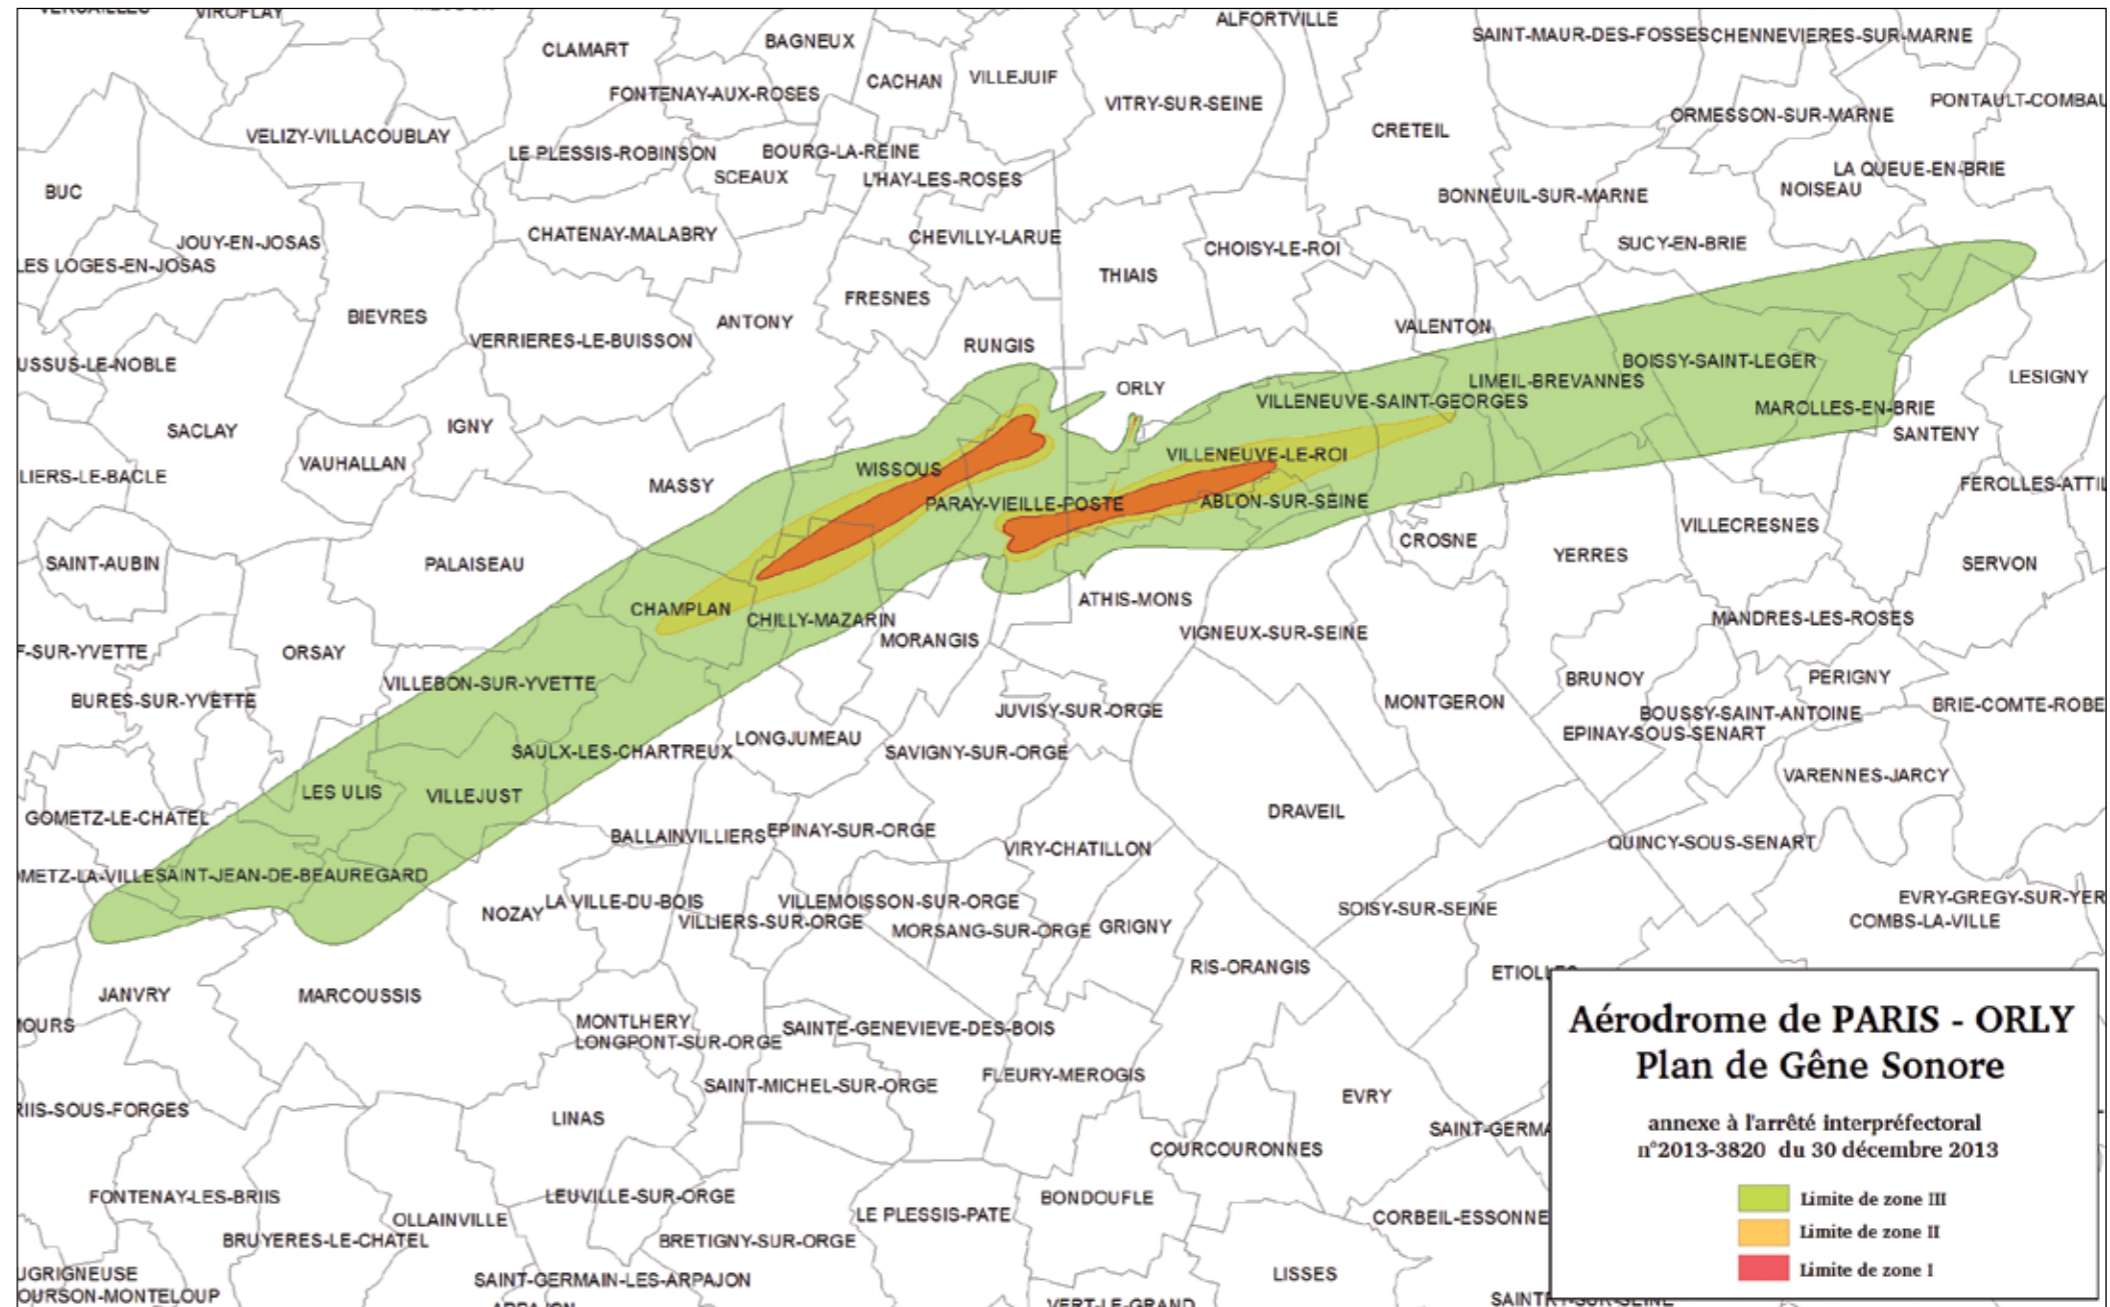 VIROFLAY
ALFORTVILLE
CLAMART
BAGNEUX
SAINT-MAUR-DES-FOSSES
CHENNEVIERES-SUR-MARNE
CACHAN
VILLEJUIF
FONTENAY-AUX-ROSES
VITRY-SUR-SEINE
PONTAULT-COMBAU
ORMESSON-SUR-MARNE
CRETEIL
VELIZY-VILLACOUBLAY
LE PLESSIS-ROBINSON
BOURG-LA-REINE
SCEAUX
L'HAY-LES-ROSES
LA QUEUE-EN-BRIE
NOISEAU
BUC
BONNEUIL-SUR-MARNE
CHATENAY-MALABRY
CHEVILLY-LARUE
JOUY-EN-JOSAS
CHOISY-LE-ROI
SUCY-EN-BRIE
LES LOGES-EN-JOSAS
THIAIS
FRESNES
BIEVRES
ANTONY
VALENTON
VERRIERES-LE-BUISSON
RUNGIS
USSUS-LE-NOBLE
BOISSY-SAINT-LEGER
LESIGNY
ORLY
LIMEIL-BREVANNES
VILLENEUVE-SAINT-GEORGES
MAROLLES-EN-BRIE
SACLAY
IGNY
SANTENY
VAUHALLAN
VILLENEUVE-LE-ROI
WISSOUS
LIERS-LE-BACLE
MASSY
FEROLLES-ATTIL
PARAY-VIEILLE-POSTE
ABLON-SUR-SEINE
VILLECRESNES
CROSNE
YERRES
SAINT-AUBIN
PALAISEAU
SERVON
ATHIS-MONS
CHAMPLAN
CHILLY-MAZARIN
MANDRES-LES-ROSES
VIGNEUX-SUR-SEINE
MORANGIS
F-SUR-YVETTE
ORSAY
VILLEBON-SUR-YVETTE
BRUNOY
PERIGNY
BURES-SUR-YVETTE
MONTGERON
BRIE-COMTE-ROBE
JUVISY-SUR-ORGE
BOUSSY-SAINT-ANTOINE
EPINAY-SOUS-SENART
LONGJUMEAU
SAULX-LES-CHARTREUX
SAVIGNY-SUR-ORGE
VARENNES-JARCY
LES ULIS
VILLEJUST
DRAVEIL
GOMETZ-LE-CHATEL
BALLAINVILLIERS
EPINAY-SUR-ORGE
QUINCY-SOUS-SENART
VIRY-CHATILLON
METZ-LA-VILLE
SAINT-JEAN-DE-BEAUREGARD
EVRY-GREGY-SUR-YER
LA VILLE-DU-BOIS
VILLEMOISSON-SUR-ORGE
SOISY-SUR-SEINE
NOZAY
VILLIERS-SUR-ORGE
COMBS-LA-VILLE
MORSANG-SUR-ORGE
GRIGNY
RIS-ORANGIS
JANVRY
MARCOUSSIS
MOURS
MONTLHERY
LONGPONT-SUR-ORGE
SAINTE-GENEVIEVE-DES-BOIS
FLEURY-MEROGIS
SAINT-MICHEL-SUR-ORGE
EVRY
RIIS-SOUS-FORGES
LINAS
SAINT-GERMA
COURCOURONNES
FONTENAY-LES-BRIIS
LEUVILLE-SUR-ORGE
BONDOUFLE
OLLAINVILLE
LE PLESSIS-PATE
CORBEIL-ESSONNE
BRUYERES-LE-CHATEL
BRETIGNY-SUR-ORGE
UGRIGNEUSE
SAINT-GERMAIN-LES-ARPAJON
LISSES
OURSON-MONTELOUP
Aérodrome de PARIS - ORLY
Plan de Gêne Sonore
annexe à l'arrêté interpréfectoral
n°2013-3820 du 30 décembre 2013
Limite de zone III
Limite de zone II
Limite de zone I